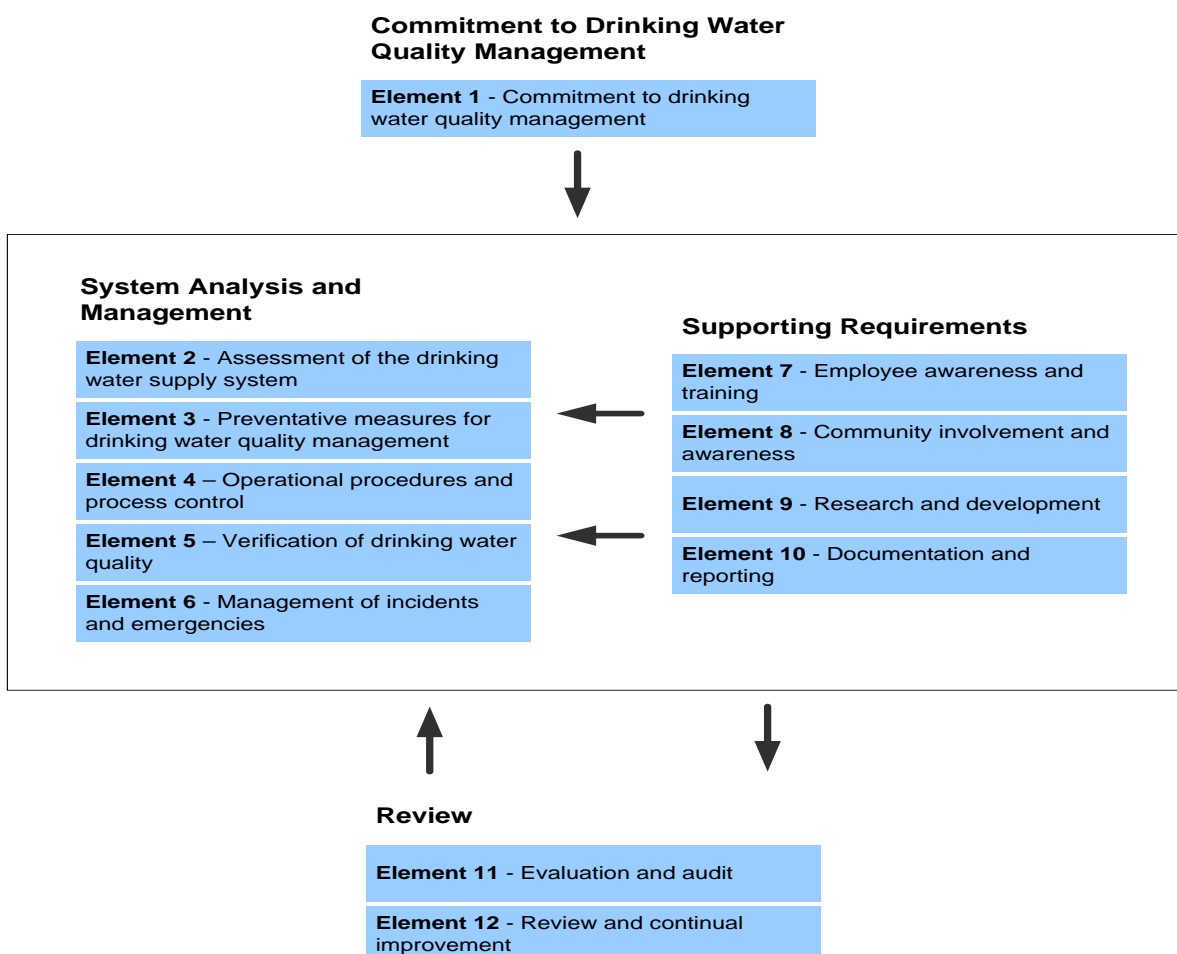 Commitment to Drinking Water
Quality Management
Element 1 - Commitment to drinking
water quality management
System Analysis and
Management
Element 2 - Assessment of the drinking
water supply system
Element 3 - Preventative measures for
drinking water quality management
Element 4 – Operational procedures and
process control
Element 5 – Verification of drinking water
quality
Element 6 - Management of incidents
and emergencies
Supporting Requirements
Element 7 - Employee awareness and
training
Element 8 - Community involvement and
awareness
Element 9 - Research and development
Element 10 - Documentation and
reporting
Review
Element 11 - Evaluation and audit
Element 12 - Review and continual
improvement